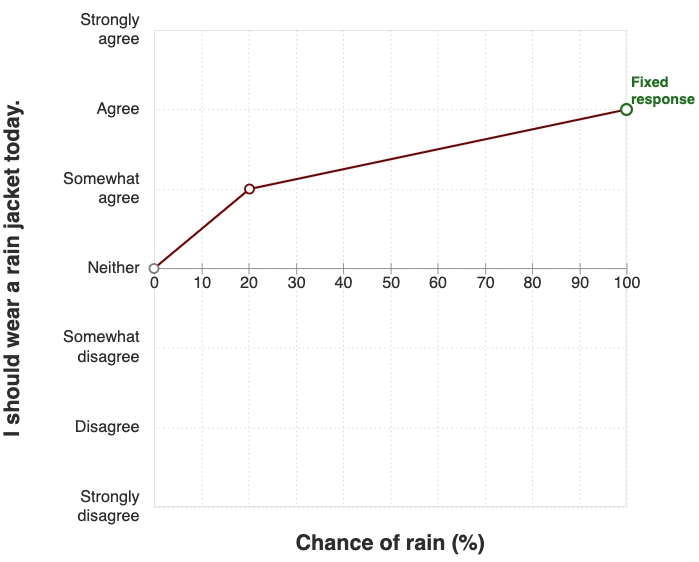 Strongly
agree
Fixed
response
Agree
Somewhat
agree
I should wear a rain jacket today.
Neither
0 10 20 30 40 50 60 70 80 90 100
Somewhat
disagree
Disagree
Strongly
disagree
Chance of rain (%)